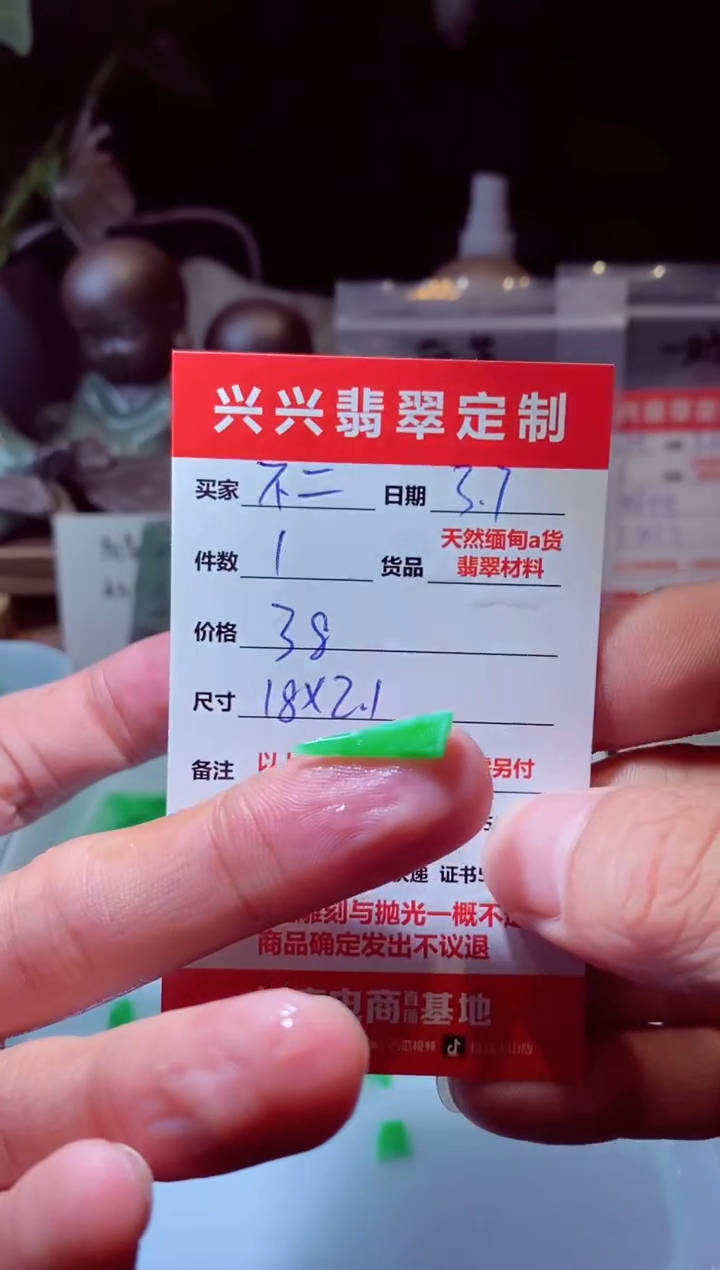 兴兴翡翠定制
买家 不二 日期 3.7
件数 1 货品 天然缅甸a货
翡翠材料
价格 38
尺寸 18X2.1
备注 以 另付
递 证书
雕刻与抛光一概不
商品确定发出不议退
电商直播基地